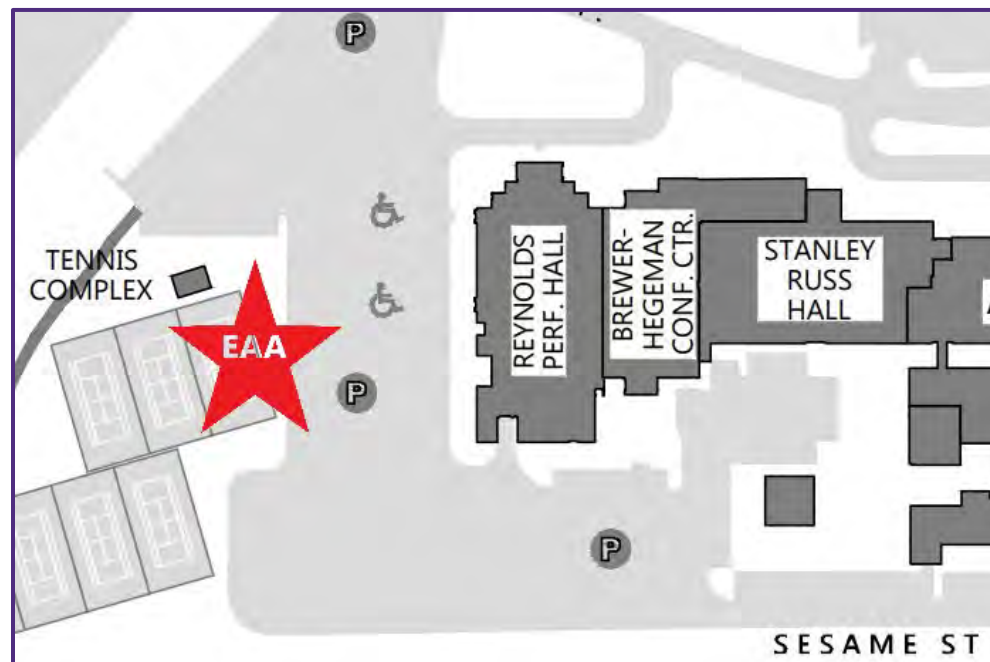 P
TENNIS
COMPLEX
EAA
P
REYNOLDS
PERF. HALL
BREWER-
HEGEMAN
CONF. CTR.
STANLEY
RUSS
HALL
P
SESAME ST